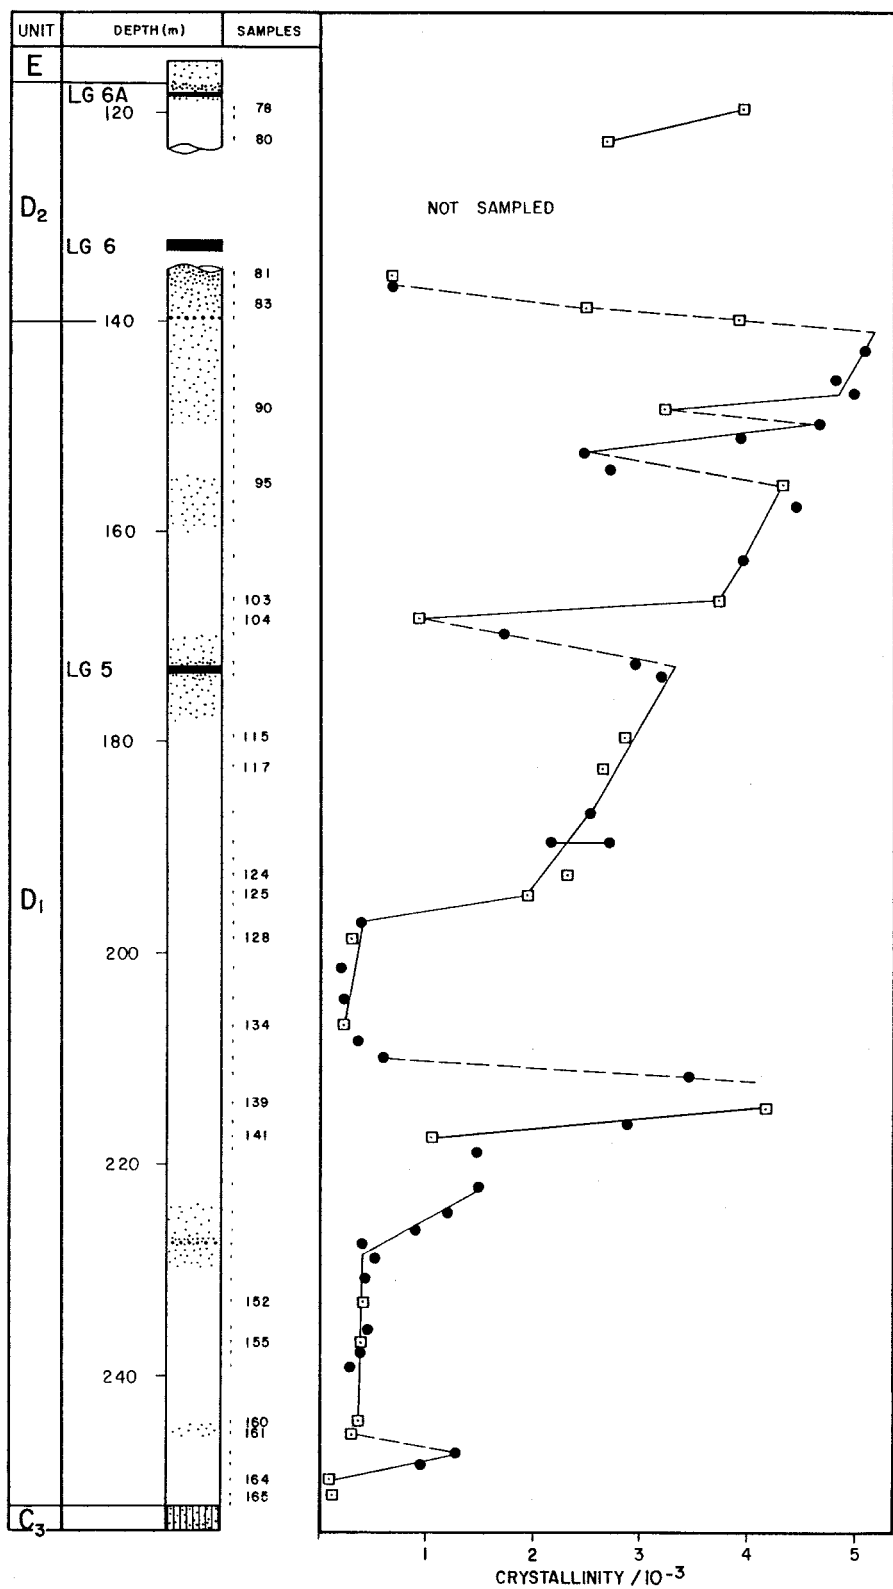 UNIT DEPTH (m) SAMPLES
E
LG 6A
120
78
80
D2
NOT SAMPLED
LG 6
81
83
140
90
95
160
103
104
LG 5
180
115
117
124
125
D1
128
200
134
139
141
220
152
155
240
160
161
164
165
C3
1 2 3 4 5
CRYSTALLINITY / 10-3